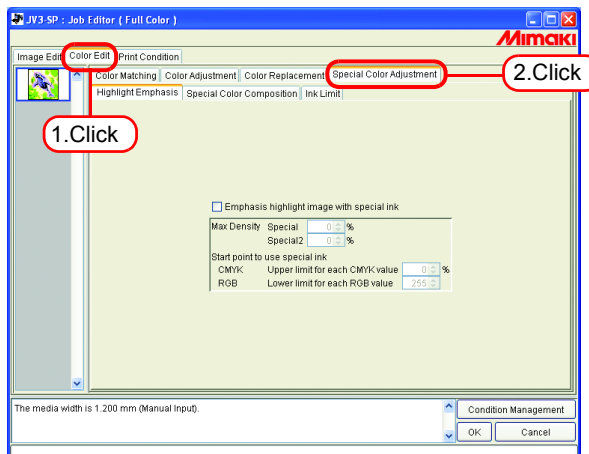 JV3-SP : Job Editor ( Full Color )
Mimaki
Image Edit Color Edit Print Condition
Color Matching Color Adjustment Color Replacement Special Color Adjustment
2.Click
Highlight Emphasis Special Color Composition Ink Limit
1.Click
Emphasis highlight image with special ink
Max Density Special 0 %
Special2 0 %
Start point to use special ink
CMYK Upper limit for each CMYK value 0 %
RGB Lower limit for each RGB value 255
The media width is 1.200 mm (Manual Input).
Condition Management
OK Cancel